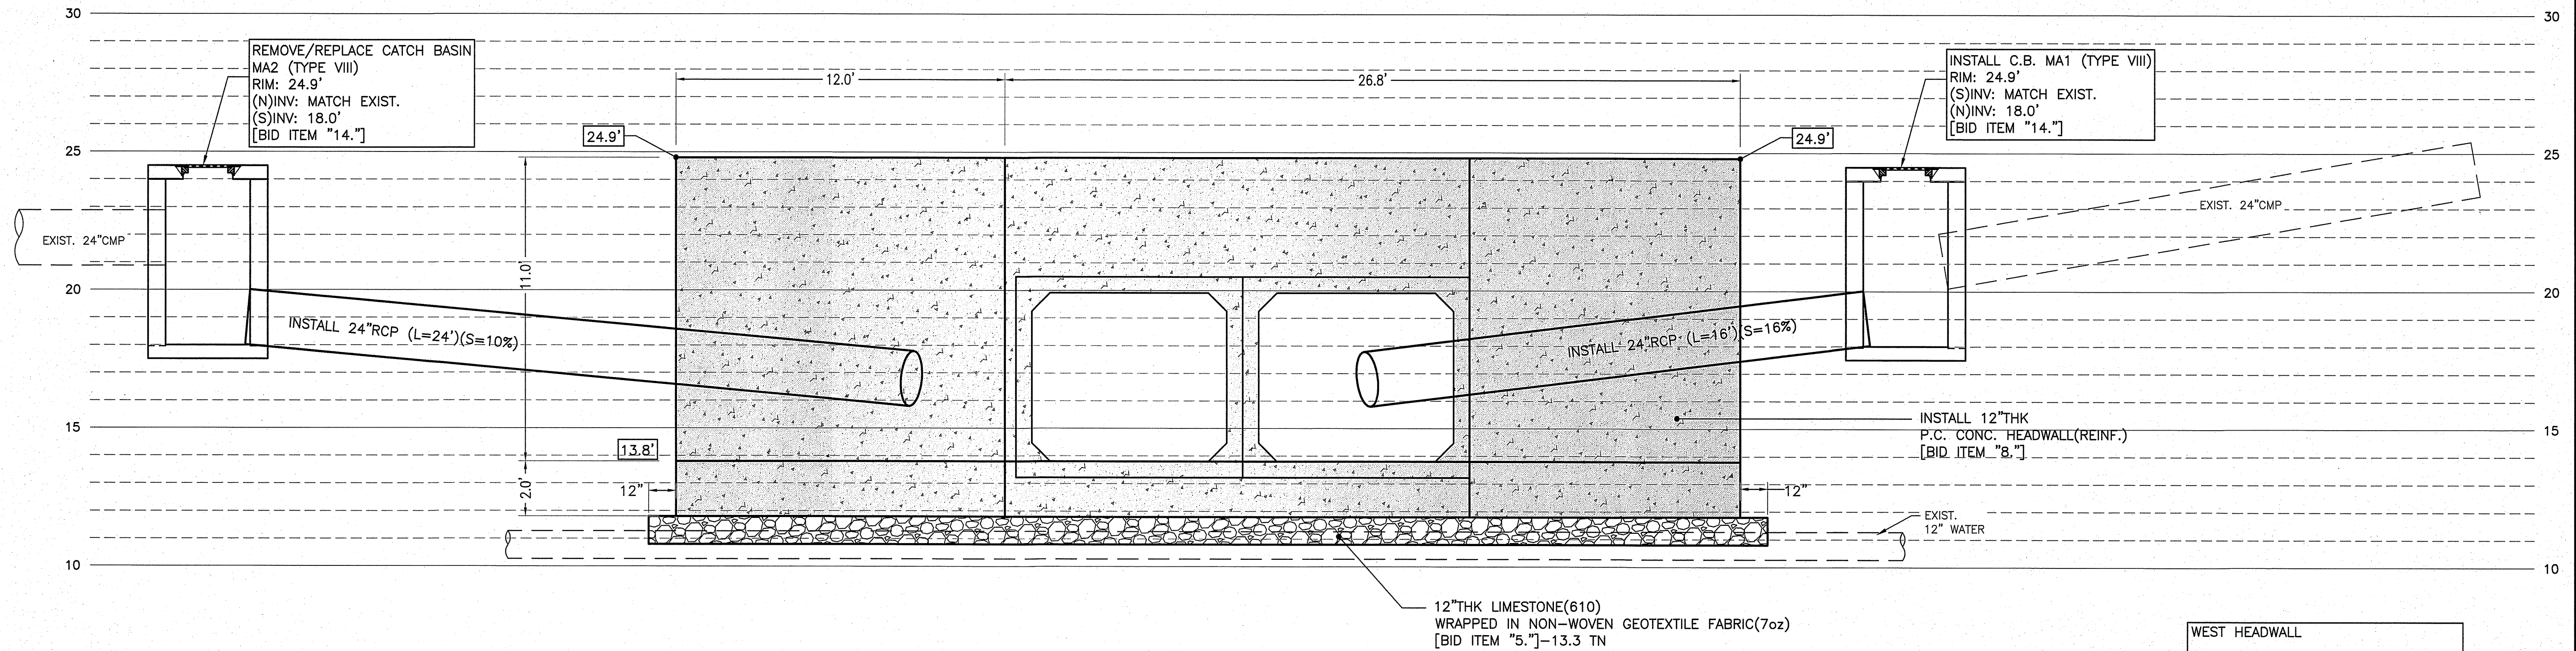 30
30
REMOVE/REPLACE CATCH BASIN
MA2 (TYPE VIII)
RIM: 24.9'
(N)INV: MATCH EXIST.
(S)INV: 18.0'
[BID ITEM "14."]
12.0'
26.8'
INSTALL C.B. MA1 (TYPE VIII)
RIM: 24.9'
(S)INV: MATCH EXIST.
(N)INV: 18.0'
[BID ITEM "14."]
24.9'
24.9'
25
25
EXIST. 24"CMP
EXIST. 24"CMP
11.0'
20
20
INSTALL 24"RCP (L=24')(S=10%)
INSTALL 24"RCP (L=16')(S=16%)
15
15
INSTALL 12"THK
P.C. CONC. HEADWALL(REINF.)
[BID ITEM "8."]
13.8'
2.0'
12"
12"
EXIST.
12" WATER
10
10
12"THK LIMESTONE(610)
WRAPPED IN NON-WOVEN GEOTEXTILE FABRIC(7oz)
[BID ITEM "5."]-13.3 TN
WEST HEADWALL